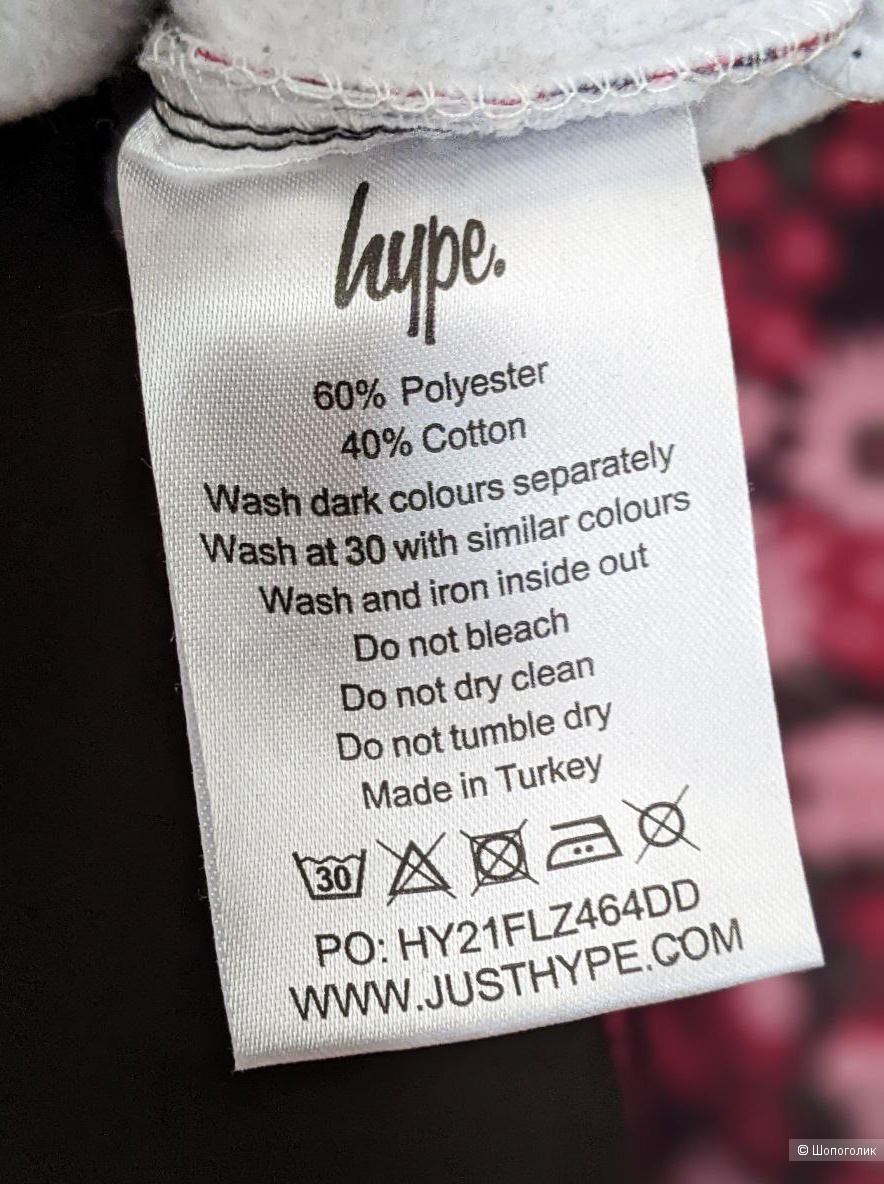 hype.
60% Polyester
40% Cotton
Wash dark colours separately
Wash at 30 with similar colours
Wash and iron inside out
Do not bleach
Do not dry clean
Do not tumble dry
Made in Turkey
30
PO: HY21FLZ464DD
WWW.JUSTHYPE.COM
© Шопоголик